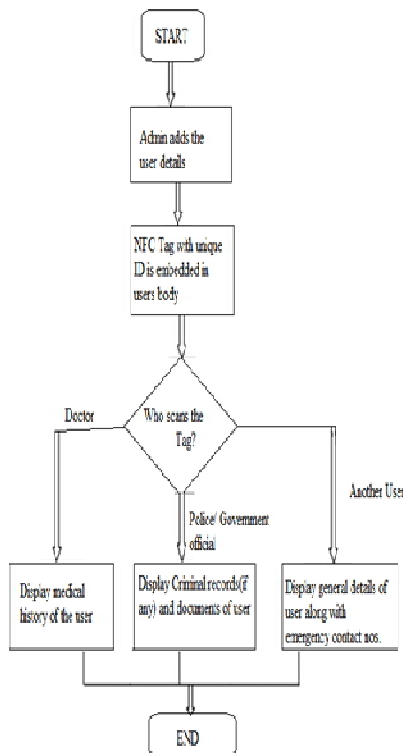 START
Admin adds the
user details
NFC Tag with unique
ID is embedded in
users body
Who scans the
Tag?
Doctor
Police/ Government
official
Another User
Display medical
history of the user
Display Criminal records(if
any) and documents of user
Display general details of
user along with
emergency contact nos.
END